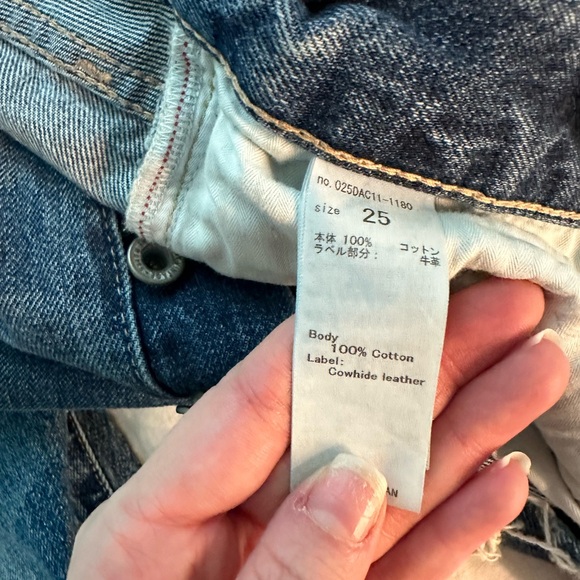 no. 025DAC11-1180
size 25
本体 100% コットン
ラベル部分： 牛革
Body
100% Cotton
Label:
Cowhide leather